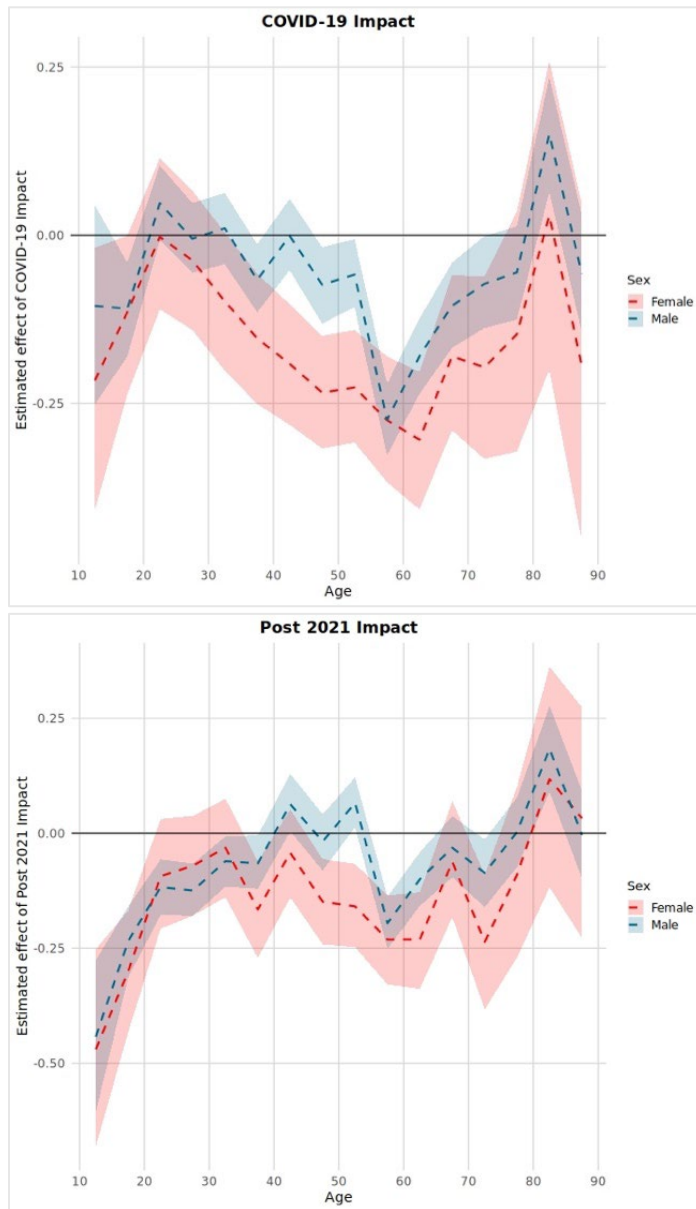 COVID-19 Impact
Estimated effect of COVID-19 Impact
0.25
0.00
-0.25
10 20 30 40 50 60 70 80 90
Age
Sex
Female
Male
Post 2021 Impact
Estimated effect of Post 2021 Impact
0.25
0.00
-0.25
-0.50
10 20 30 40 50 60 70 80 90
Age
Sex
Female
Male